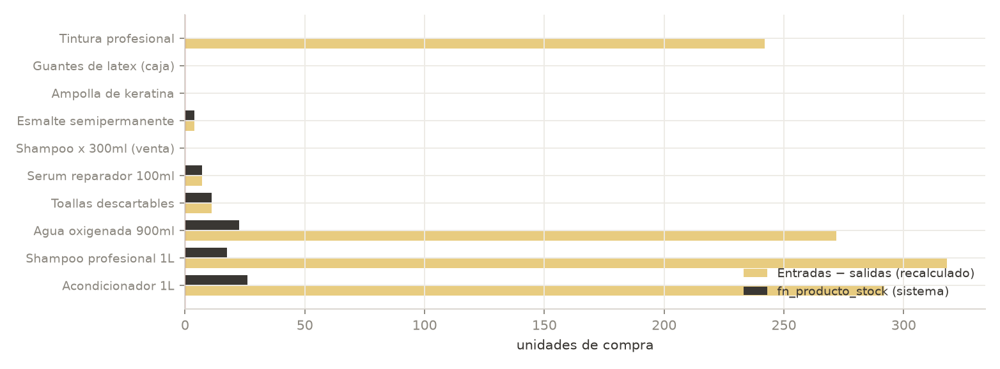 Tintura profesional
Guantes de latex (caja)
Ampolla de keratina
Esmalte semipermanente
Shampoo x 300ml (venta)
Serum reparador 100ml
Toallas descartables
Agua oxigenada 900ml
Shampoo profesional 1L
Acondicionador 1L
Entradas − salidas (recalculado)
fn_producto_stock (sistema)
0 50 100 150 200 250 300
unidades de compra